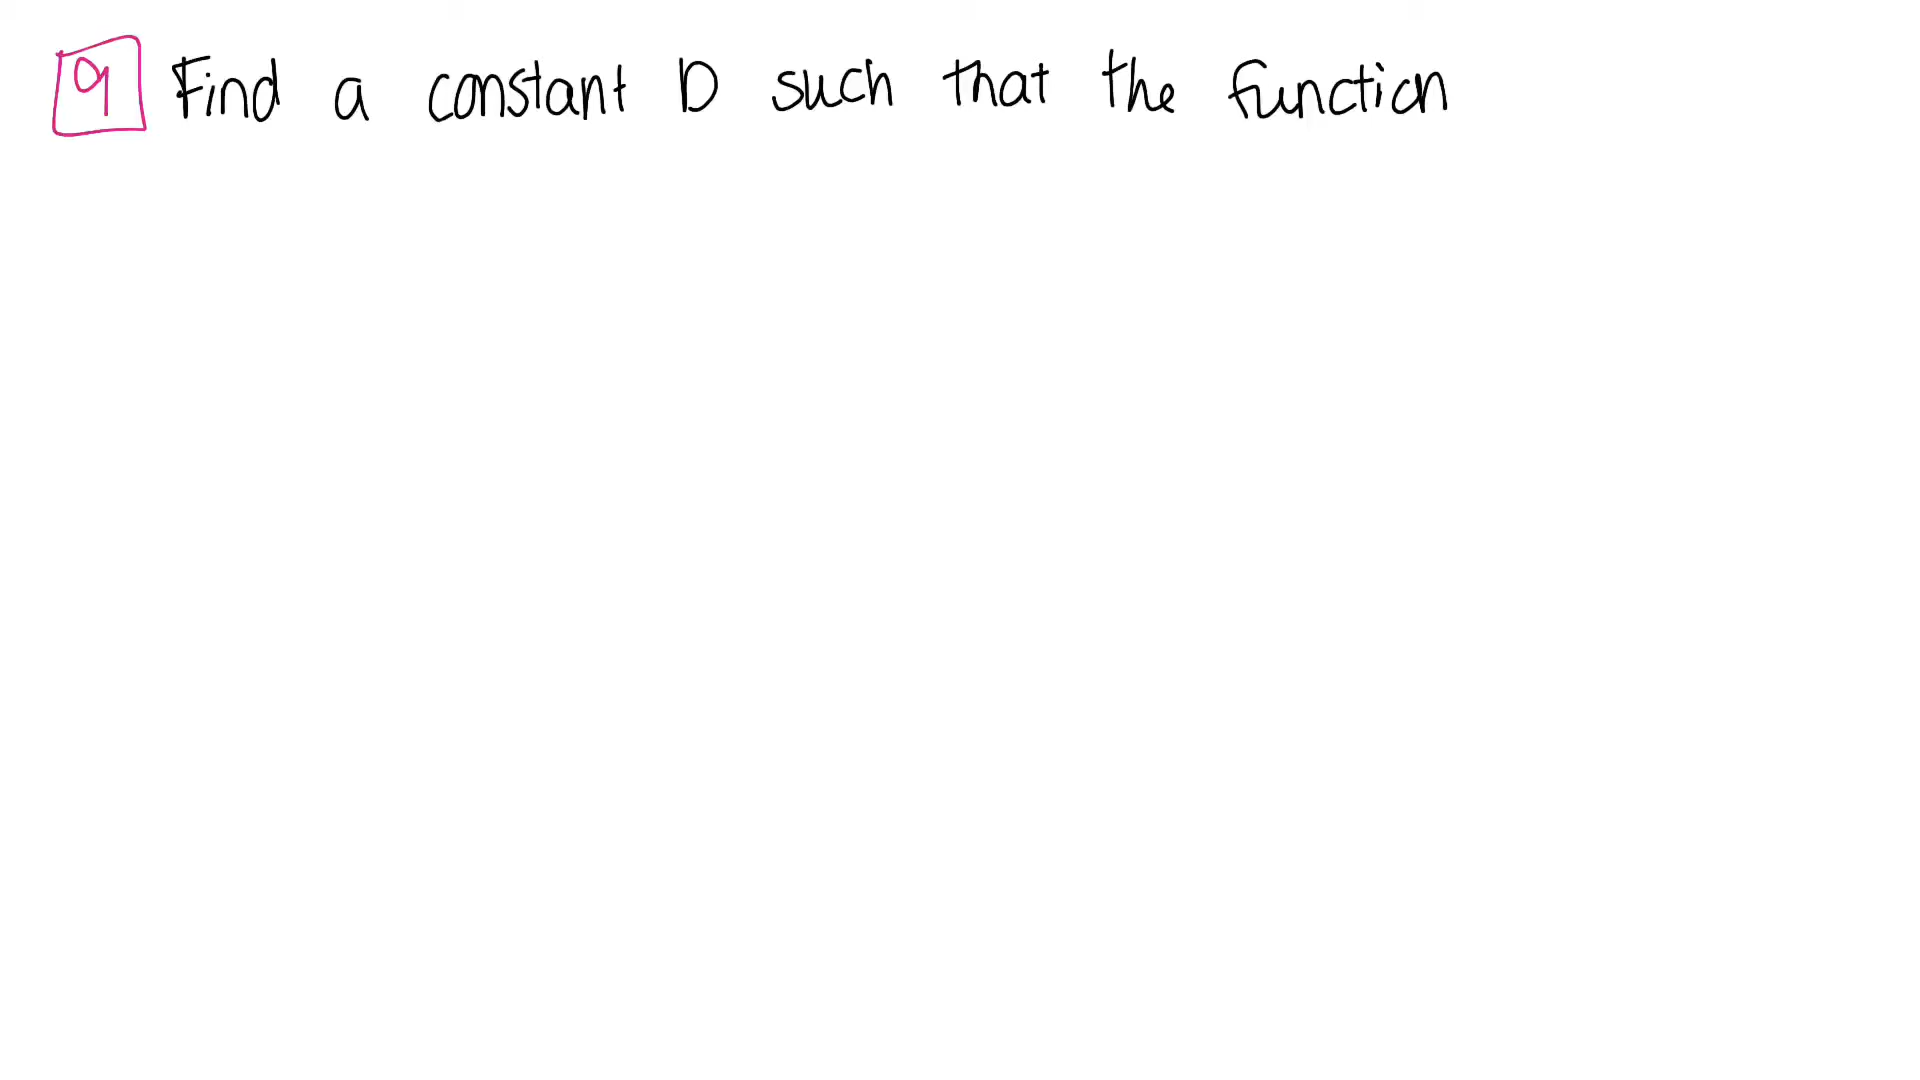 9 Find a constant D such that the function